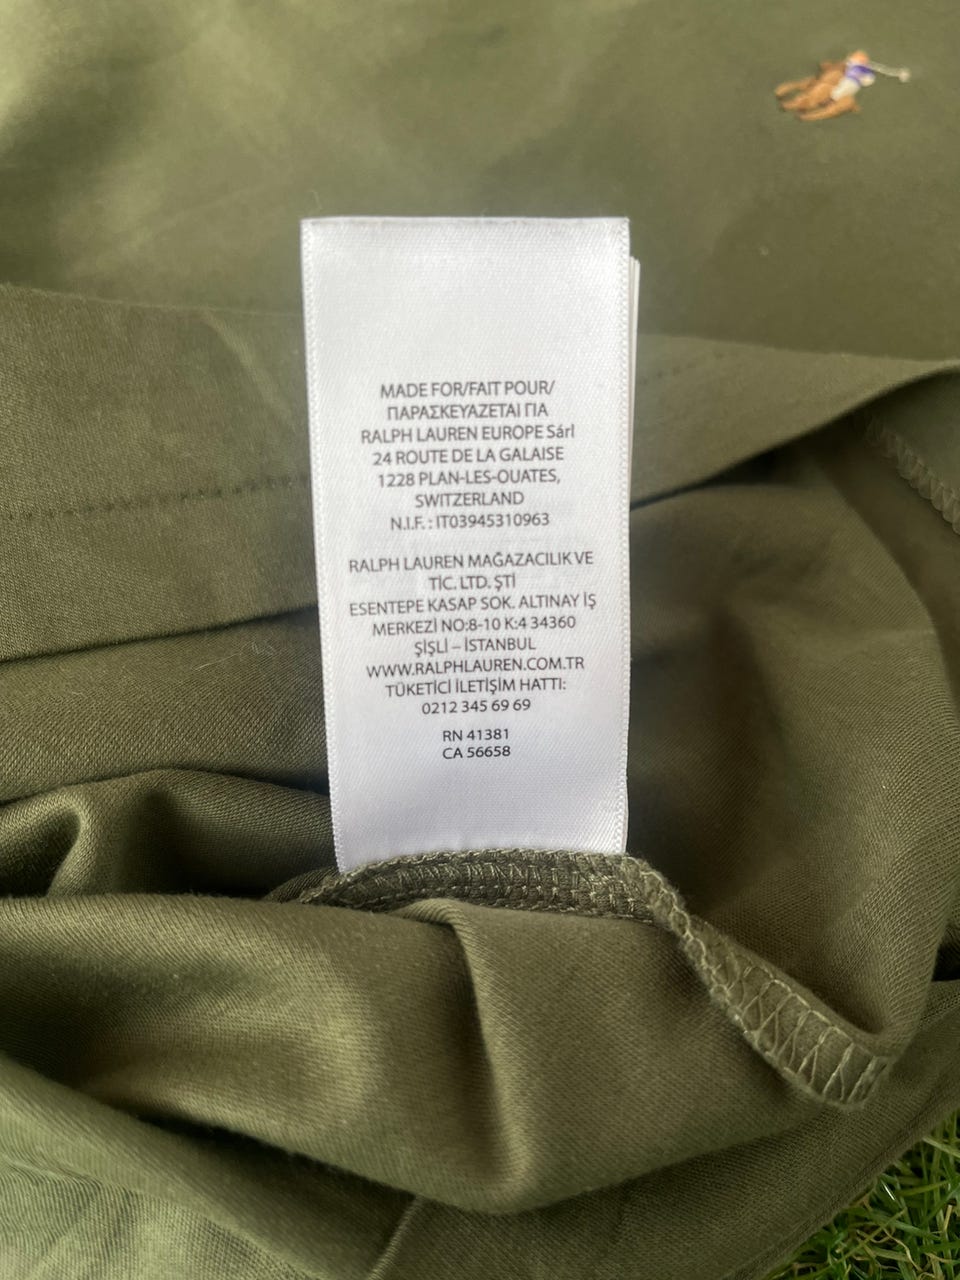 MADE FOR/FAIT POUR/
ΠΑΡΑΣΚΕΥΑΖΕΤΑΙ ΓΙΑ
RALPH LAUREN EUROPE Sárl
24 ROUTE DE LA GALAISE
1228 PLAN-LES-OUATES,
SWITZERLAND
N.I.F. : IT03945310963
RALPH LAUREN MAĞAZACILIK VE
TİC. LTD. ŞTİ
ESENTEPE KASAP SOK. ALTINAY İŞ
MERKEZİ NO:8-10 K:4 34360
ŞİŞLİ – İSTANBUL
WWW.RALPHLAUREN.COM.TR
TÜKETİCİ İLETİŞİM HATTI:
0212 345 69 69
RN 41381
CA 56658